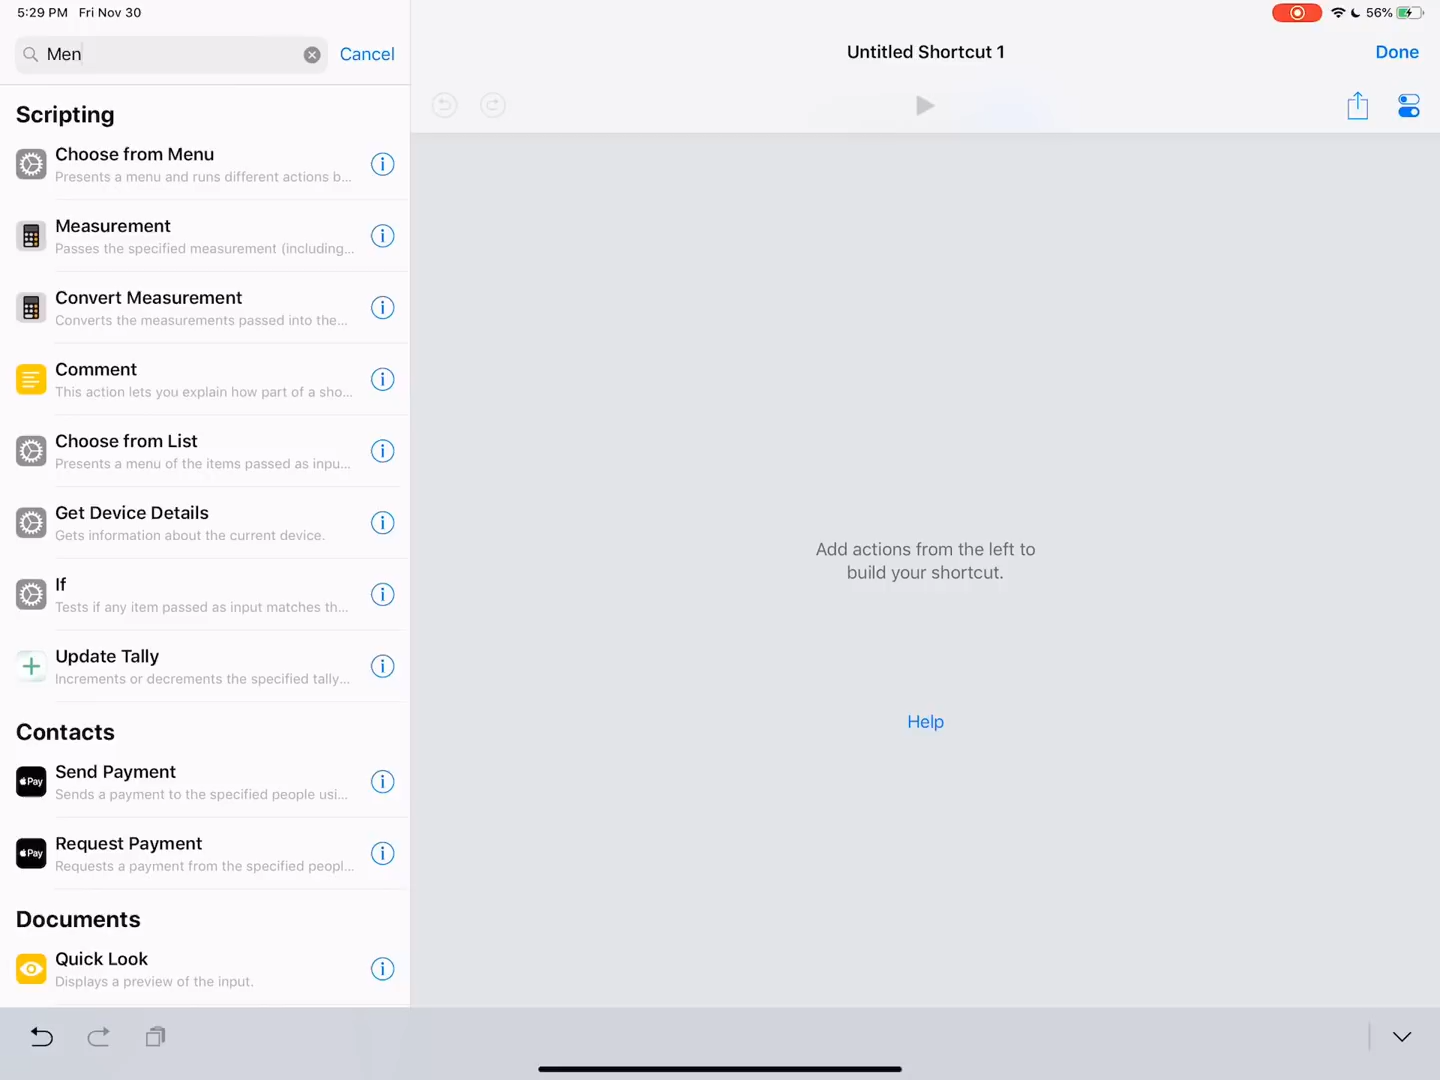 5:29 PM Fri Nov 30
56%
Men
Cancel
Untitled Shortcut 1
Done
Scripting
Choose from Menu
Presents a menu and runs different actions b...
Measurement
Passes the specified measurement (including...
Convert Measurement
Converts the measurements passed into the...
Comment
This action lets you explain how part of a sho...
Choose from List
Presents a menu of the items passed as inpu...
Get Device Details
Gets information about the current device.
If
Tests if any item passed as input matches th...
Update Tally
Increments or decrements the specified tally...
Contacts
Pay
Send Payment
Sends a payment to the specified people usi...
Pay
Request Payment
Requests a payment from the specified peopl...
Documents
Quick Look
Displays a preview of the input.
Add actions from the left to
build your shortcut.
Help